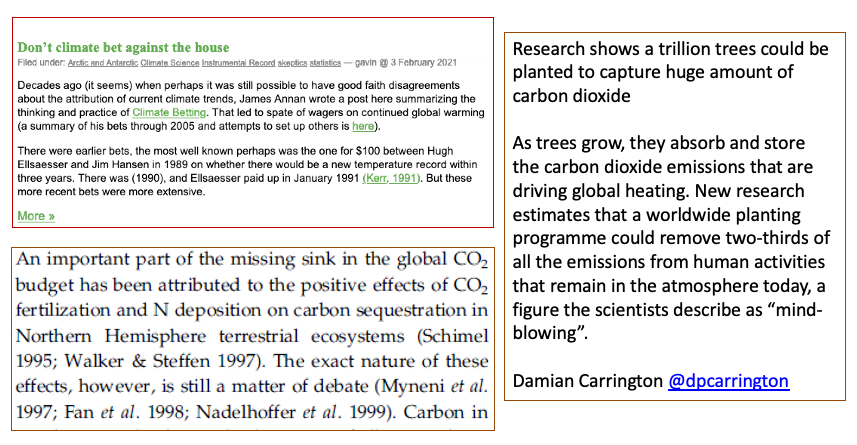 Don’t climate bet against the house
Filed under: Arctic and Antarctic Climate Science Instrumental Record skeptics statistics — gavin @ 3 February 2021
Decades ago (it seems) when perhaps it was still possible to have good faith disagreements
about the attribution of current climate trends, James Annan wrote a post here summarizing the
thinking and practice of Climate Betting. That led to spate of wagers on continued global warming
(a summary of his bets through 2005 and attempts to set up others is here).
There were earlier bets, the most well known perhaps was the one for $100 between Hugh
Ellsaesser and Jim Hansen in 1989 on whether there would be a new temperature record within
three years. There was (1990), and Ellsaesser paid up in January 1991 (Kerr, 1991). But these
more recent bets were more extensive.
More »
An important part of the missing sink in the global CO₂
budget has been attributed to the positive effects of CO₂
fertilization and N deposition on carbon sequestration in
Northern Hemisphere terrestrial ecosystems (Schimel
1995; Walker & Steffen 1997). The exact nature of these
effects, however, is still a matter of debate (Myneni et al.
1997; Fan et al. 1998; Nadelhoffer et al. 1999). Carbon in
Research shows a trillion trees could be
planted to capture huge amount of
carbon dioxide
As trees grow, they absorb and store
the carbon dioxide emissions that are
driving global heating. New research
estimates that a worldwide planting
programme could remove two-thirds of
all the emissions from human activities
that remain in the atmosphere today, a
figure the scientists describe as “mind-
blowing”.
Damian Carrington @dpcarrington